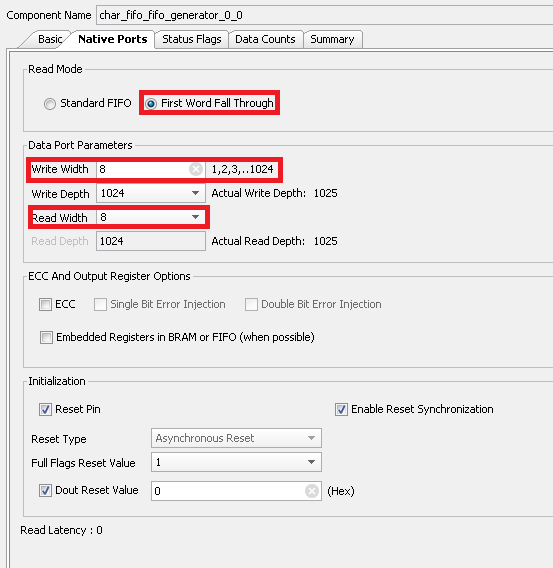 Component Name char_fifo_fifo_generator_0_0
Basic Native Ports Status Flags Data Counts Summary
Read Mode
Standard FIFO First Word Fall Through
Data Port Parameters
Write Width 8 1,2,3,..1024
Write Depth 1024 Actual Write Depth: 1025
Read Width 8
Read Depth 1024 Actual Read Depth: 1025
ECC And Output Register Options
ECC Single Bit Error Injection Double Bit Error Injection
Embedded Registers in BRAM or FIFO (when possible)
Initialization
Reset Pin Enable Reset Synchronization
Reset Type Asynchronous Reset
Full Flags Reset Value 1
Dout Reset Value 0 (Hex)
Read Latency : 0